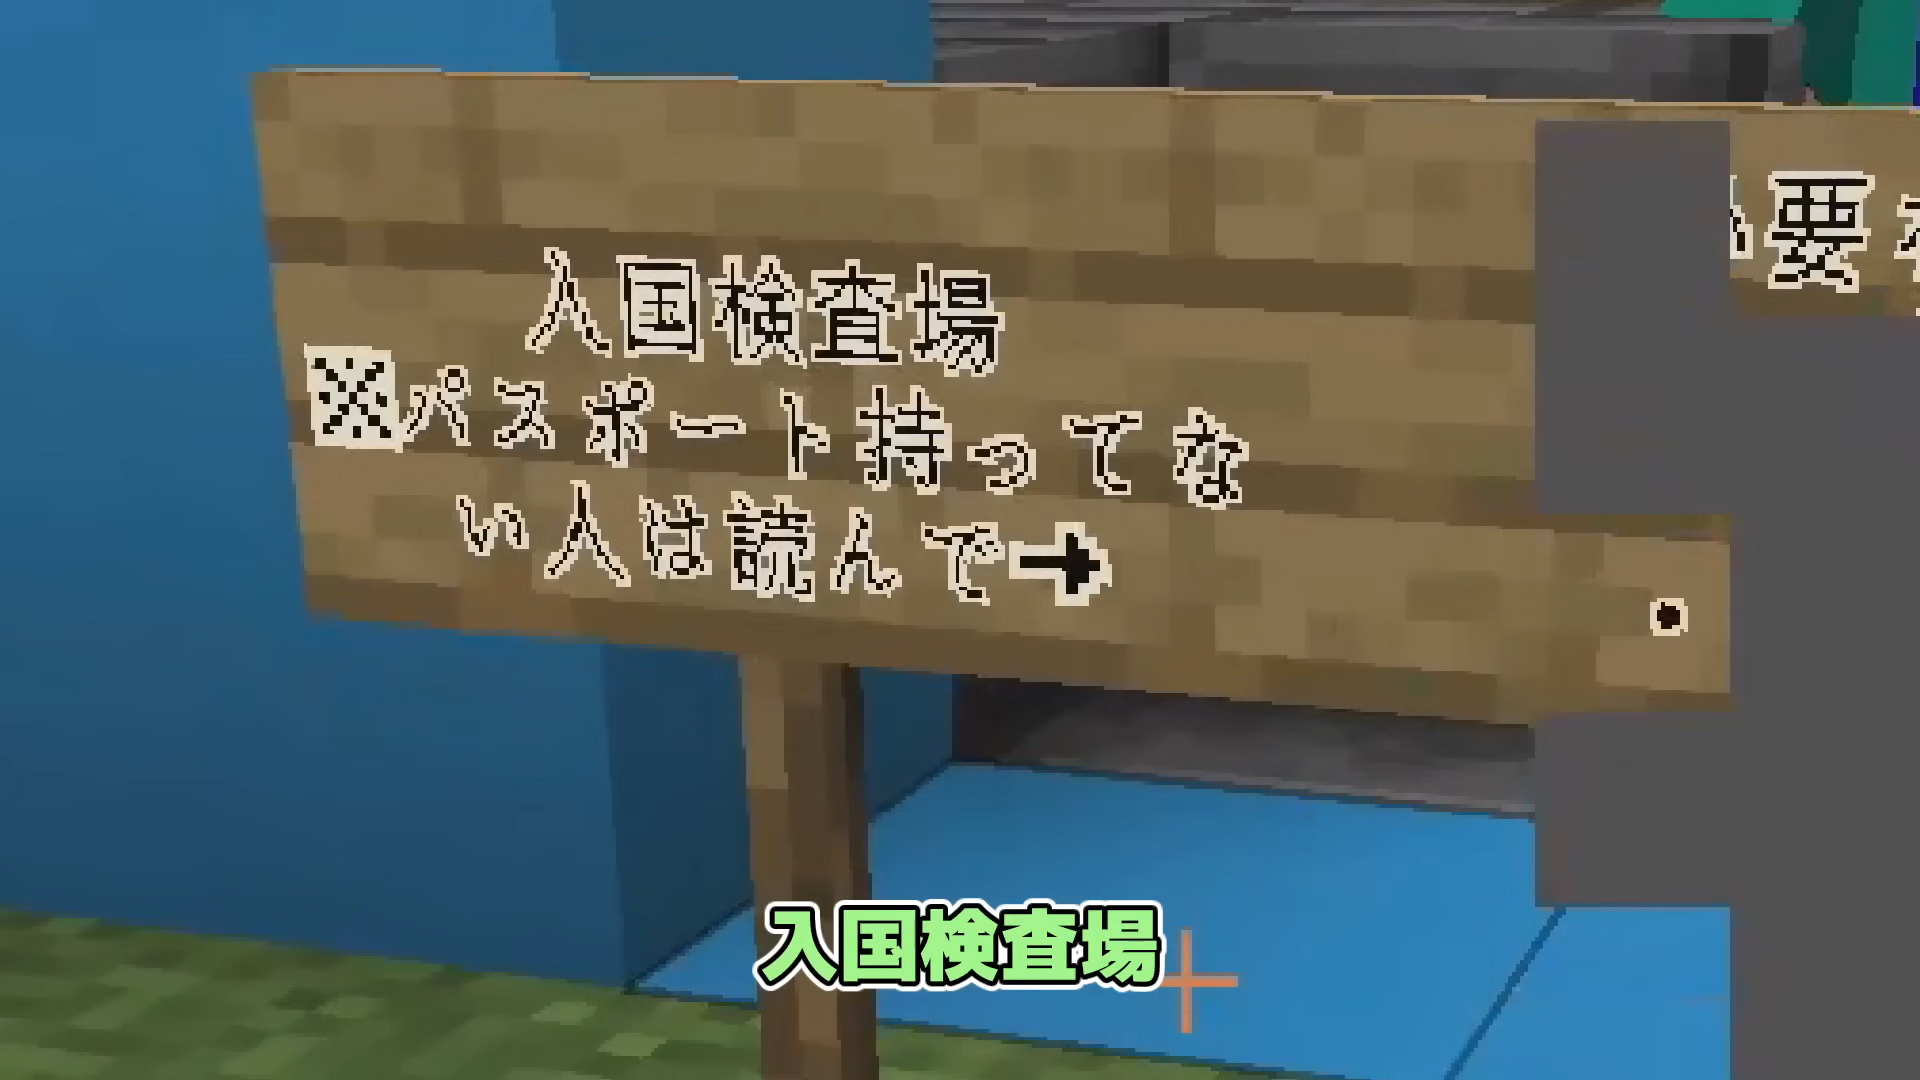 入国検査場
※パスポート持ってな
い人は読んで→
要
入国検査場